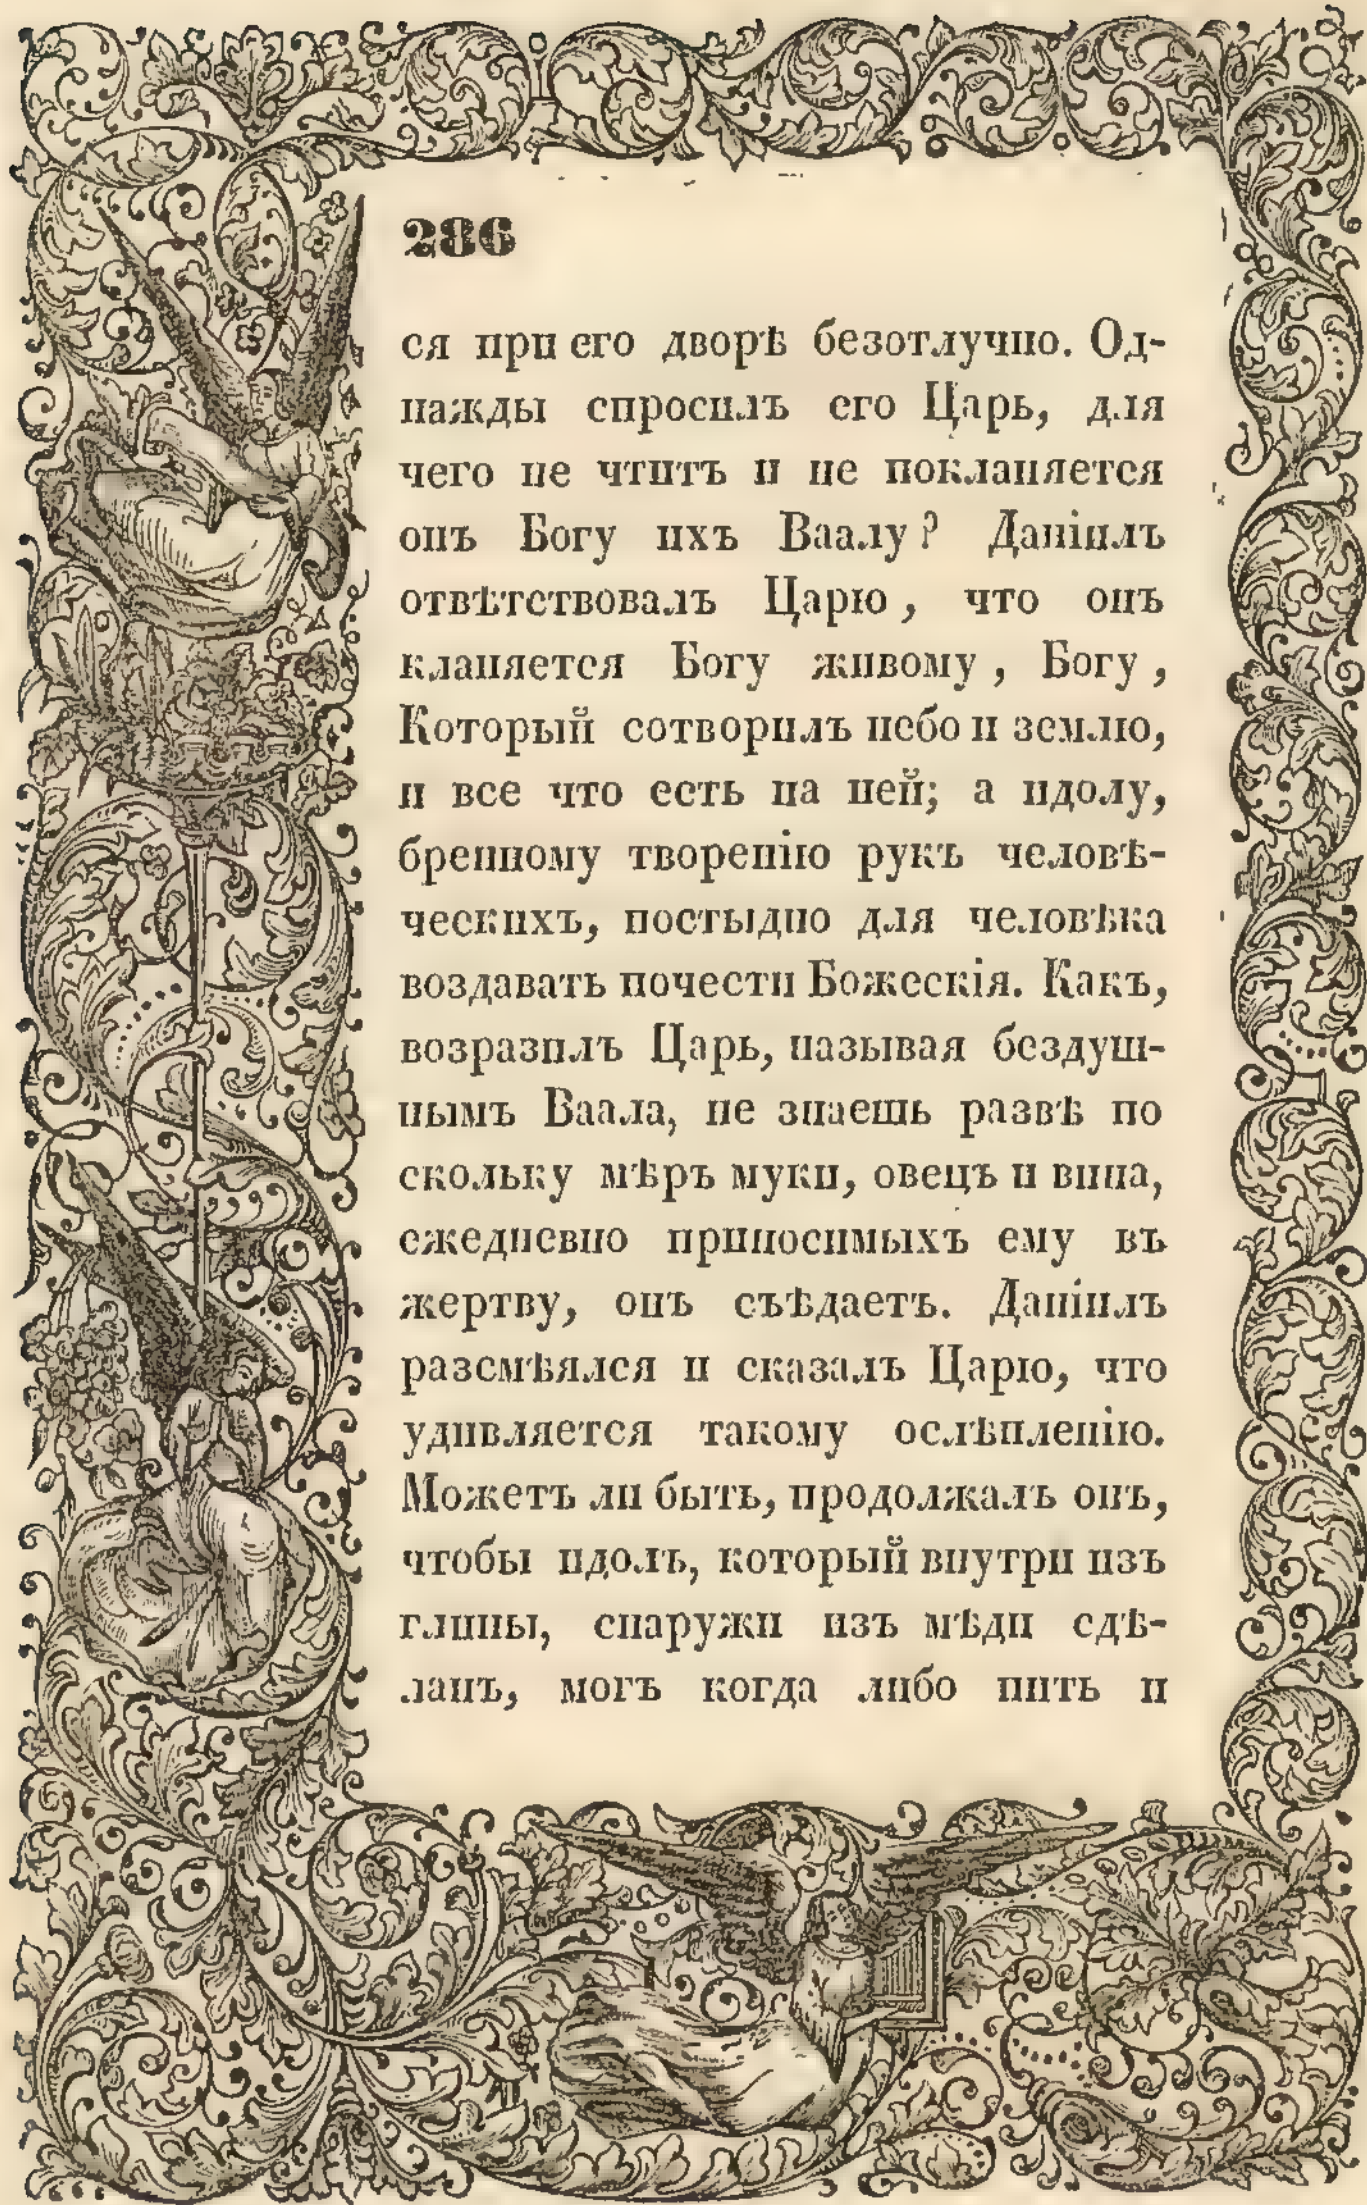 286
ся при его дворѣ безотлучно. Од-
нажды спросилъ его Царь, для
чего не чтитъ и не покланяется
онъ Богу ихъ Ваалу? Даніилъ
отвѣтствовалъ Царю, что онъ
кланяется Богу живому, Богу,
Который сотворилъ небо и землю,
и все что есть на ней; а идолу,
бренному творенію рукъ человѣ-
ческихъ, постыдно для человѣка
воздавать почести Божескія. Какъ,
возразилъ Царь, называя бездуш-
нымъ Ваала, не знаешь развѣ по
скольку мѣръ муки, овецъ и вина,
ежедневно приносимыхъ ему въ
жертву, онъ съѣдаетъ. Даніилъ
разсмѣялся и сказалъ Царю, что
удивляется такому ослѣпленію.
Можетъ ли быть, продолжалъ онъ,
чтобы идолъ, который внутри изъ
глины, снаружи изъ мѣди сдѣ-
ланъ, могъ когда либо пить и